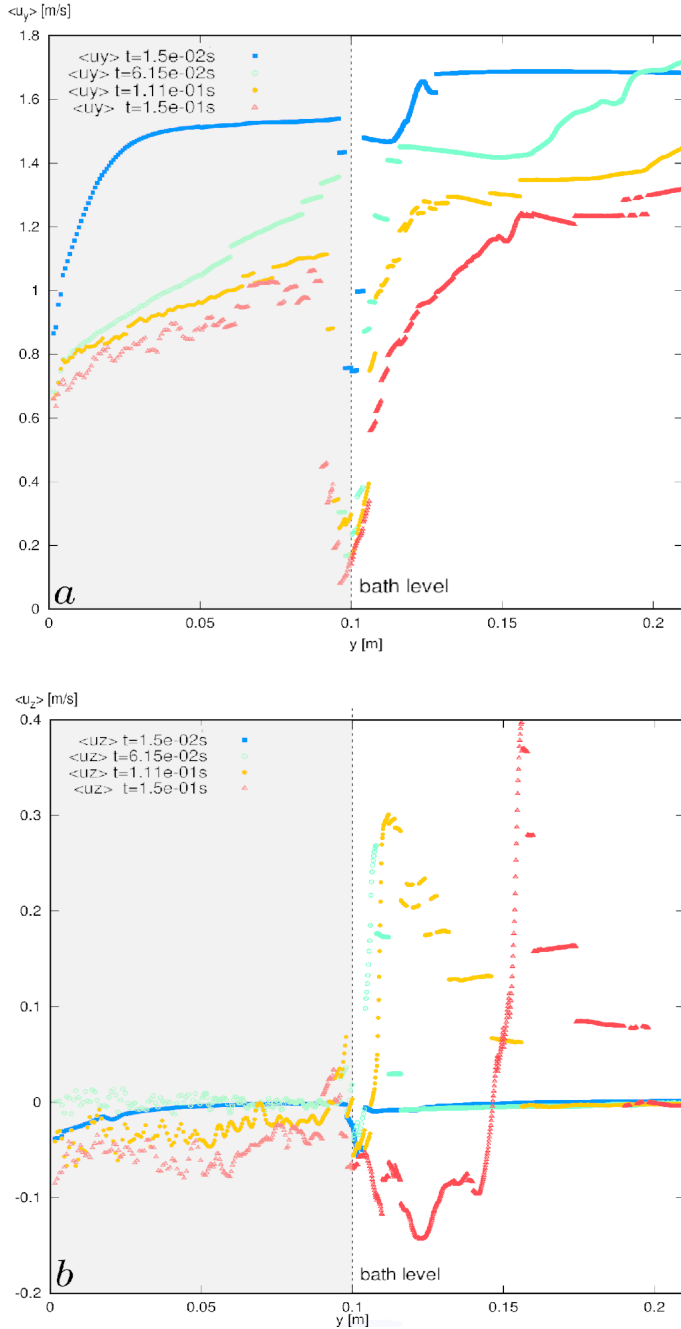 <u_y> [m/s]
1.8
<uy> t=1.5e-02s
<uy> t=6.15e-02s
1.6
<uy> t=1.11e-01s
<uy> t=1.5e-01s
1.4
1.2
1
0.8
0.6
0.4
0.2
a
bath level
0
0
0.05
0.1
0.15
0.2
y [m]
<u_z> [m/s]
0.4
<uz> t=1.5e-02s
<uz> t=6.15e-02s
<uz> t=1.11e-01s
<uz> t=1.5e-01s
0.3
0.2
0.1
0
-0.1
b
bath level
-0.2
0
0.05
0.1
0.15
0.2
y [m]